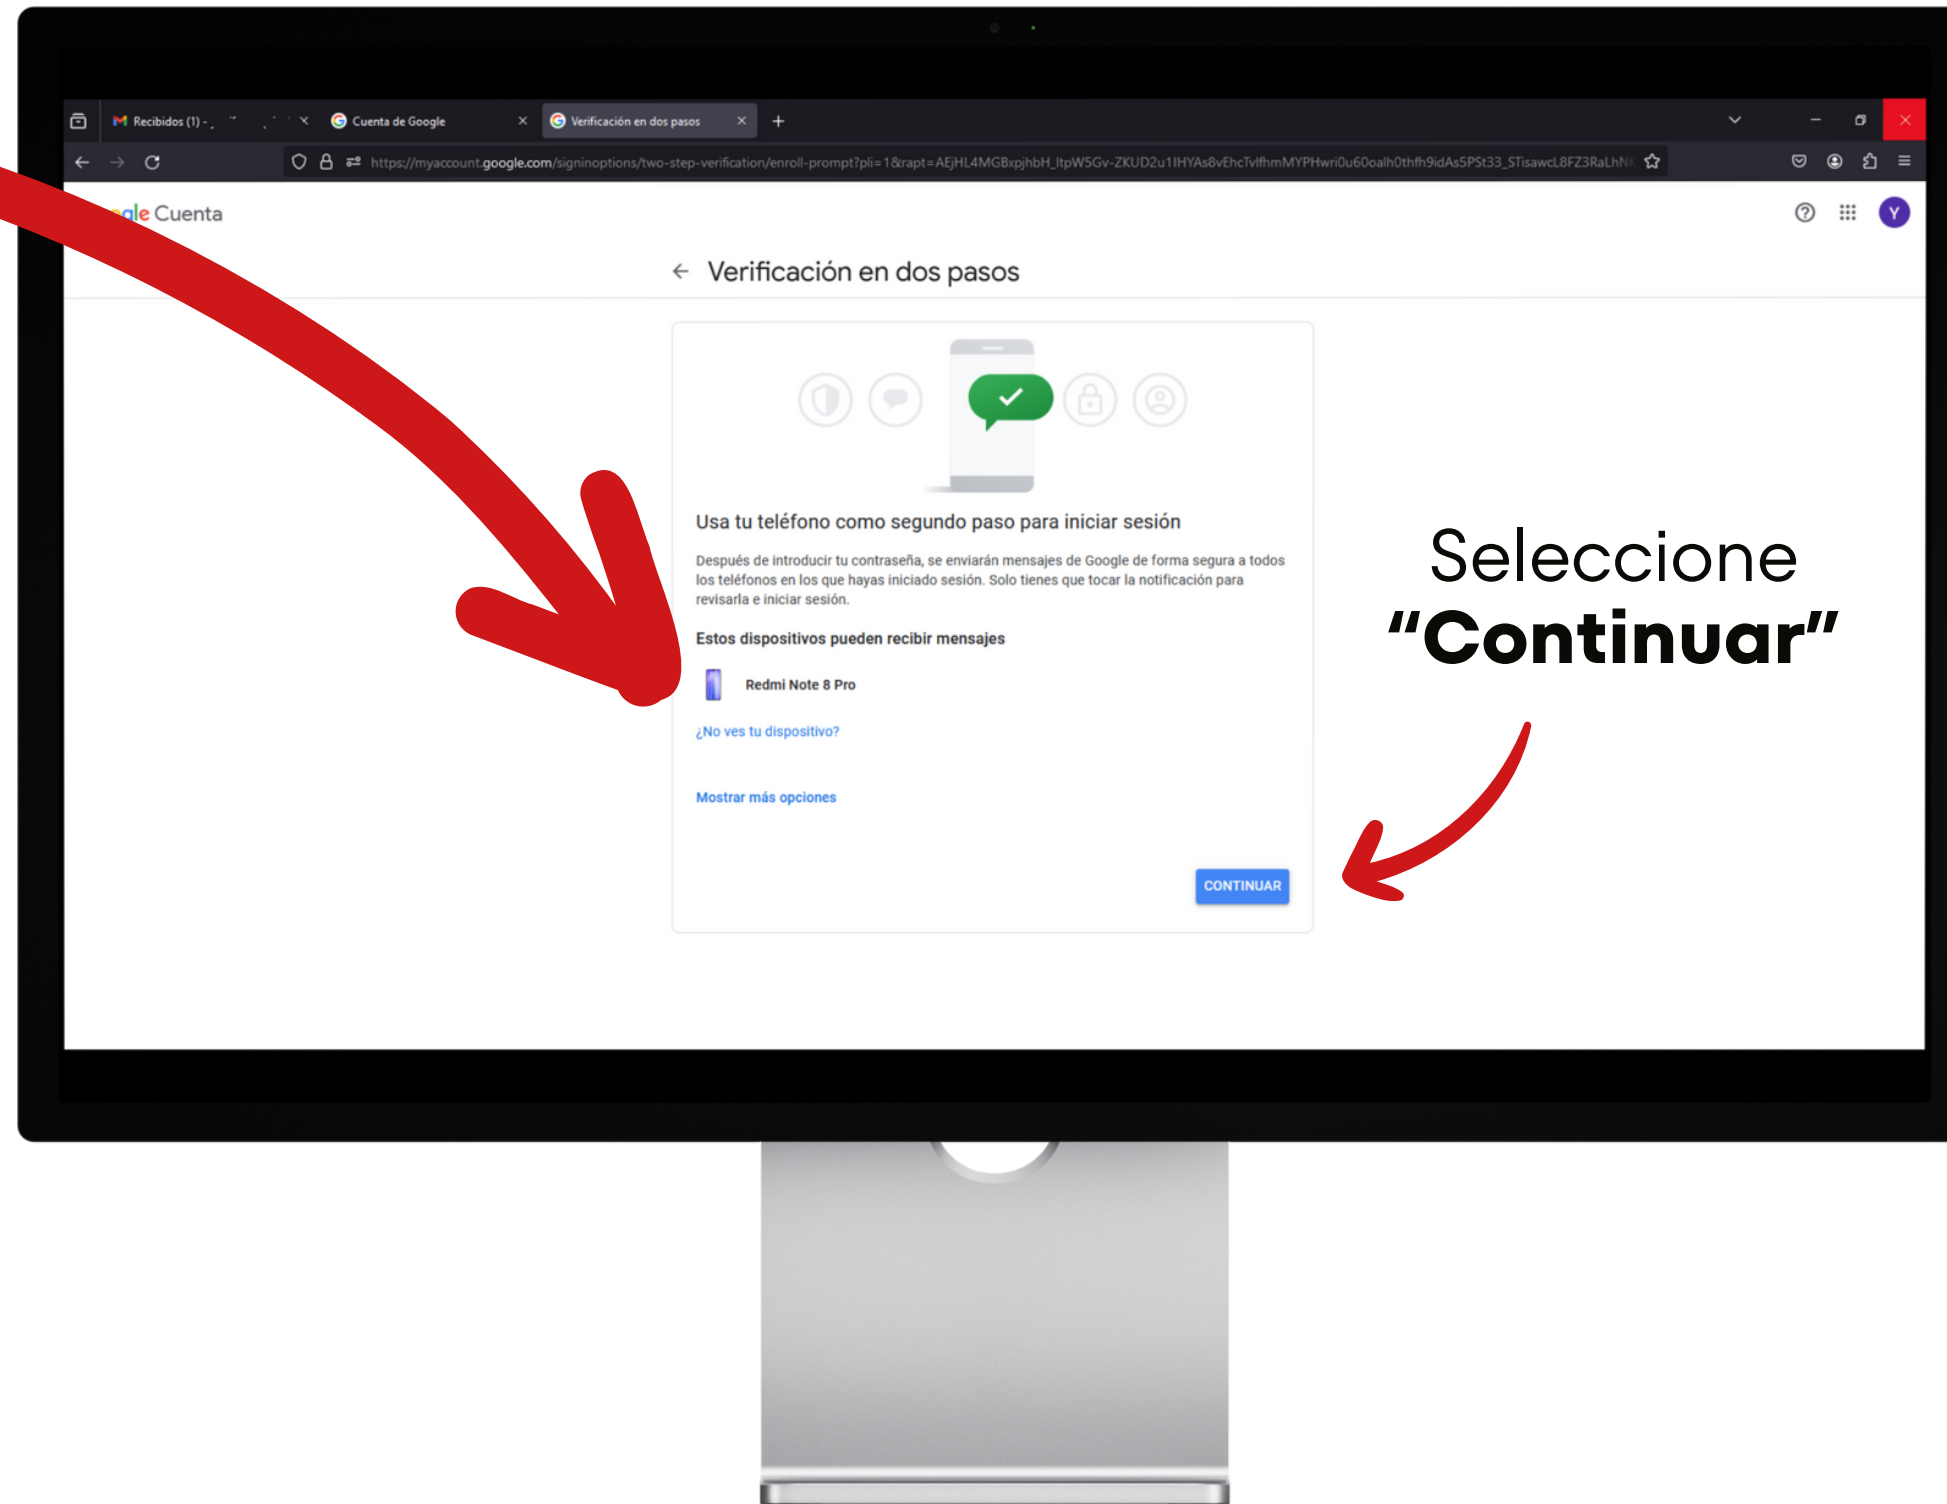 Recibidos (1) -
Cuenta de Google
Verificación en dos pasos
https://myaccount.google.com/signinoptions/two-step-verification/enroll-prompt?pli=1&rapt=
Cuenta
Y
Verificación en dos pasos
Usa tu teléfono como segundo paso para iniciar sesión
Después de introducir tu contraseña, se enviarán mensajes de Google de forma segura a todos
los teléfonos en los que hayas iniciado sesión. Solo tienes que tocar la notificación para
revisarla e iniciar sesión.
Estos dispositivos pueden recibir mensajes
Redmi Note 8 Pro
¿No ves tu dispositivo?
Mostrar más opciones
CONTINUAR
Seleccione
“Continuar”